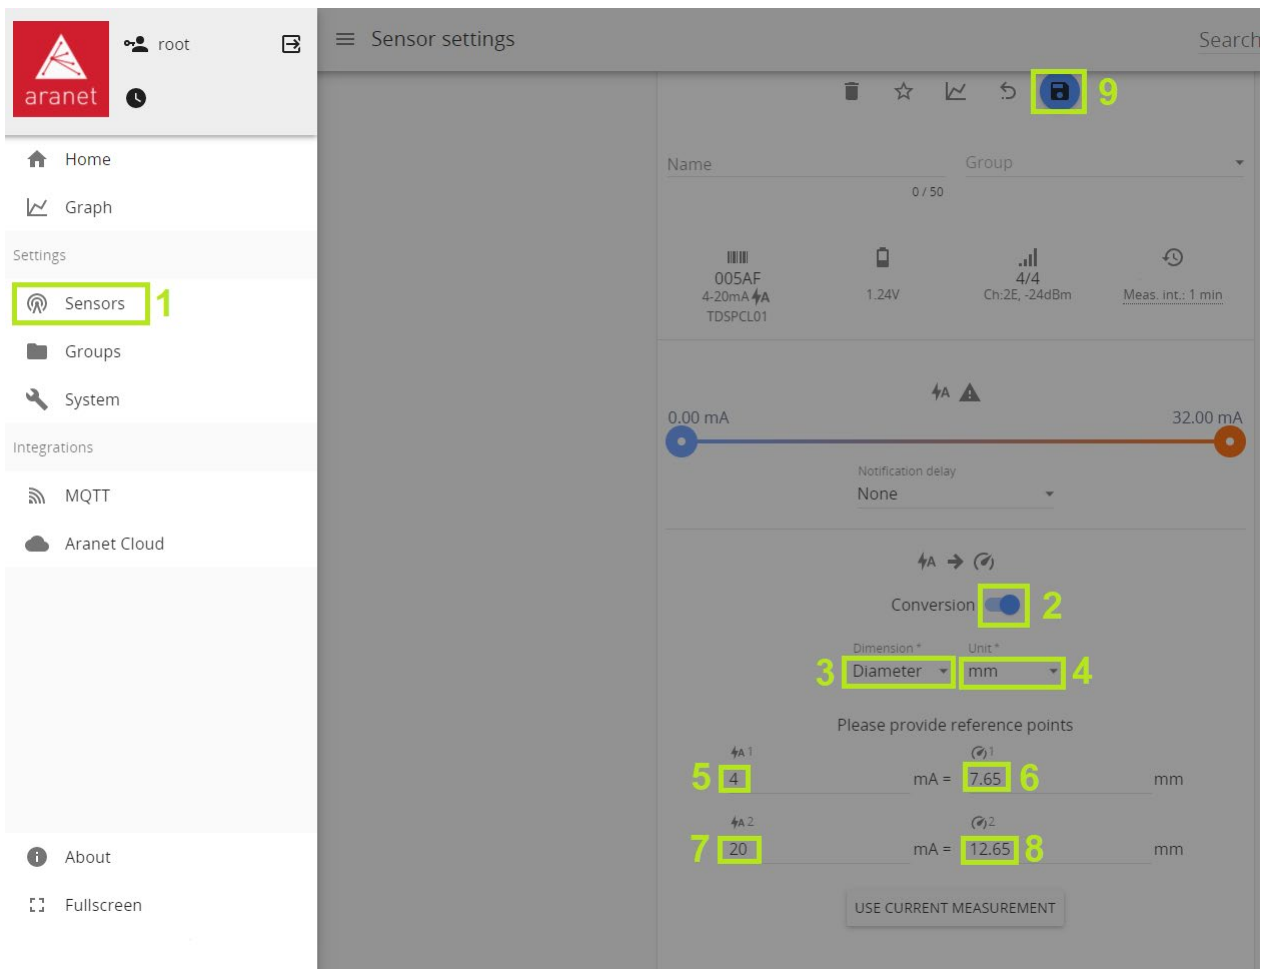 aranet
root
Home
Graph
Settings
Sensors 1
Groups
System
Integrations
MQTT
Aranet Cloud
About
Fullscreen
Sensor settings
Search
9
Name
Group
0 / 50
005AF
4-20mA A
TDSPCL01
1.24V
4/4
Ch:2E, -24dBm
Meas. int.: 1 min
A
0.00 mA
32.00 mA
Notification delay
None
A
Conversion 2
Dimension *
Unit *
3 Diameter
mm 4
Please provide reference points
A 1
1
5 4 mA = 7.65 6 mm
A 2
2
7 20 mA = 12.65 8 mm
USE CURRENT MEASUREMENT